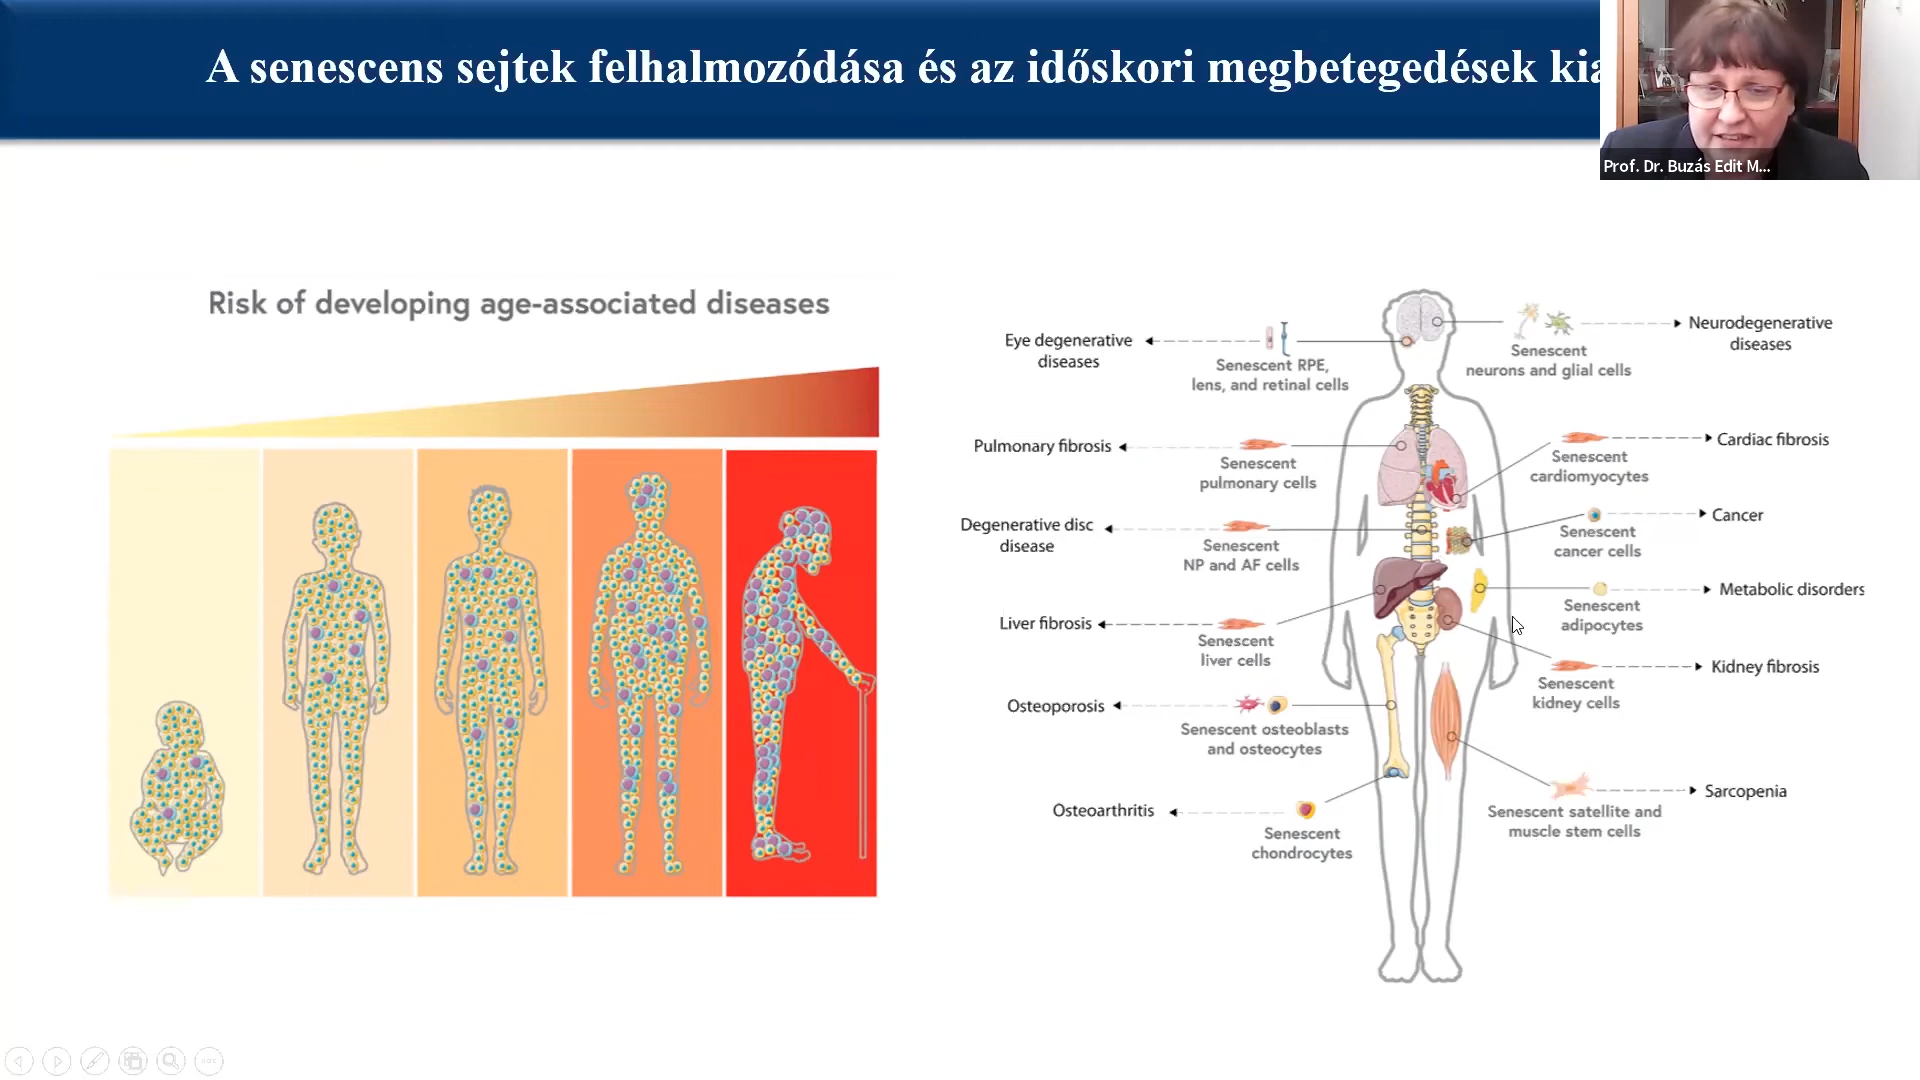 A senescens sejtek felhalmozódása és az időskori megbetegedések kia
Prof. Dr. Buzás Edit M...
Risk of developing age-associated diseases
Eye degenerative
diseases
Senescent RPE,
lens, and retinal cells
Senescent
neurons and glial cells
Neurodegenerative
diseases
Pulmonary fibrosis
Senescent
pulmonary cells
Senescent
cardiomyocytes
Cardiac fibrosis
Degenerative disc
disease
Senescent
NP and AF cells
Senescent
cancer cells
Cancer
Liver fibrosis
Senescent
liver cells
Senescent
adipocytes
Metabolic disorders
Osteoporosis
Senescent osteoblasts
and osteocytes
Senescent
kidney cells
Kidney fibrosis
Osteoarthritis
Senescent
chondrocytes
Senescent satellite and
muscle stem cells
Sarcopenia